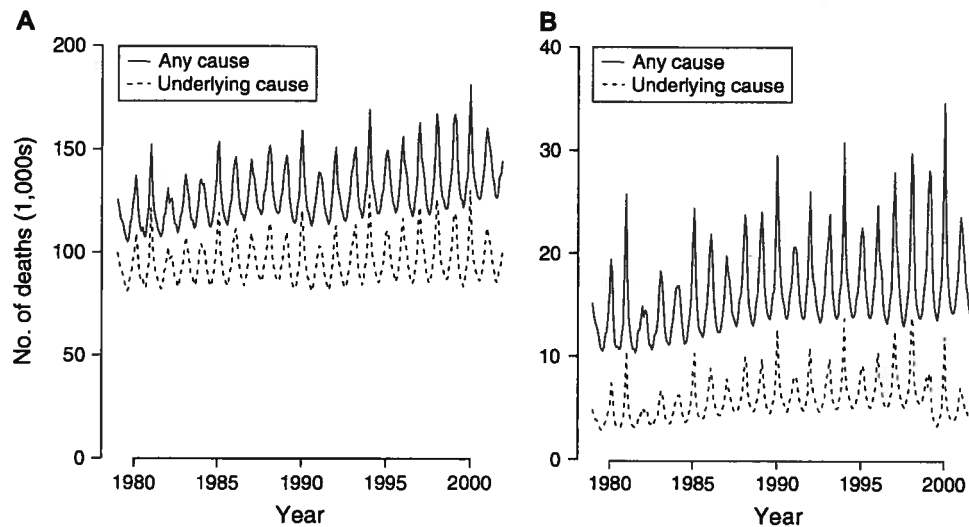 A
No. of deaths (1,000s)
200
150
100
50
0
Any cause
Underlying cause
1980 1985 1990 1995 2000
Year
B
40
30
20
10
0
Any cause
Underlying cause
1980 1985 1990 1995 2000
Year